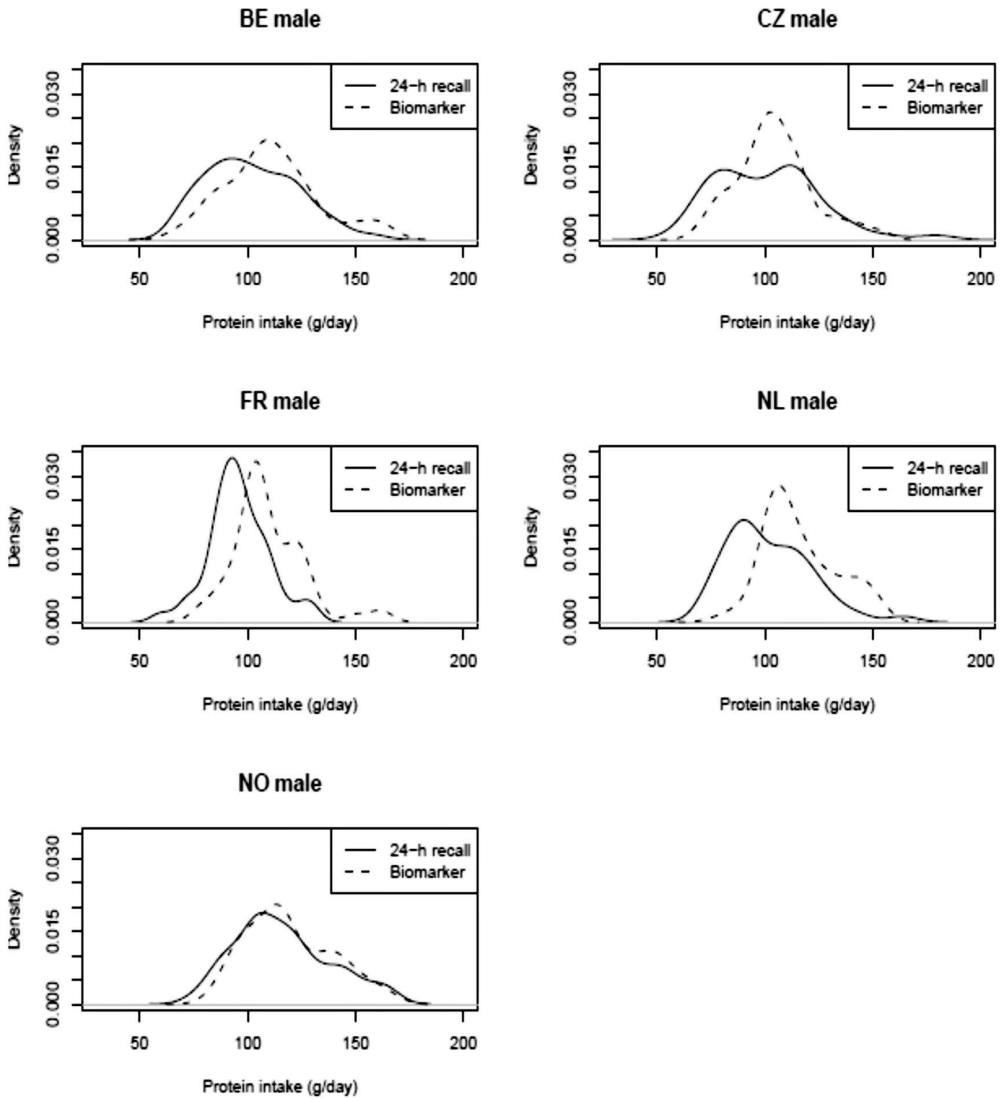 BE male
24-h recall
Biomarker
Density
0.000 0.015 0.030
50 100 150 200
Protein intake (g/day)
CZ male
24-h recall
Biomarker
Density
0.000 0.015 0.030
50 100 150 200
Protein intake (g/day)
FR male
24-h recall
Biomarker
Density
0.000 0.015 0.030
50 100 150 200
Protein intake (g/day)
NL male
24-h recall
Biomarker
Density
0.000 0.015 0.030
50 100 150 200
Protein intake (g/day)
NO male
24-h recall
Biomarker
Density
0.000 0.015 0.030
50 100 150 200
Protein intake (g/day)